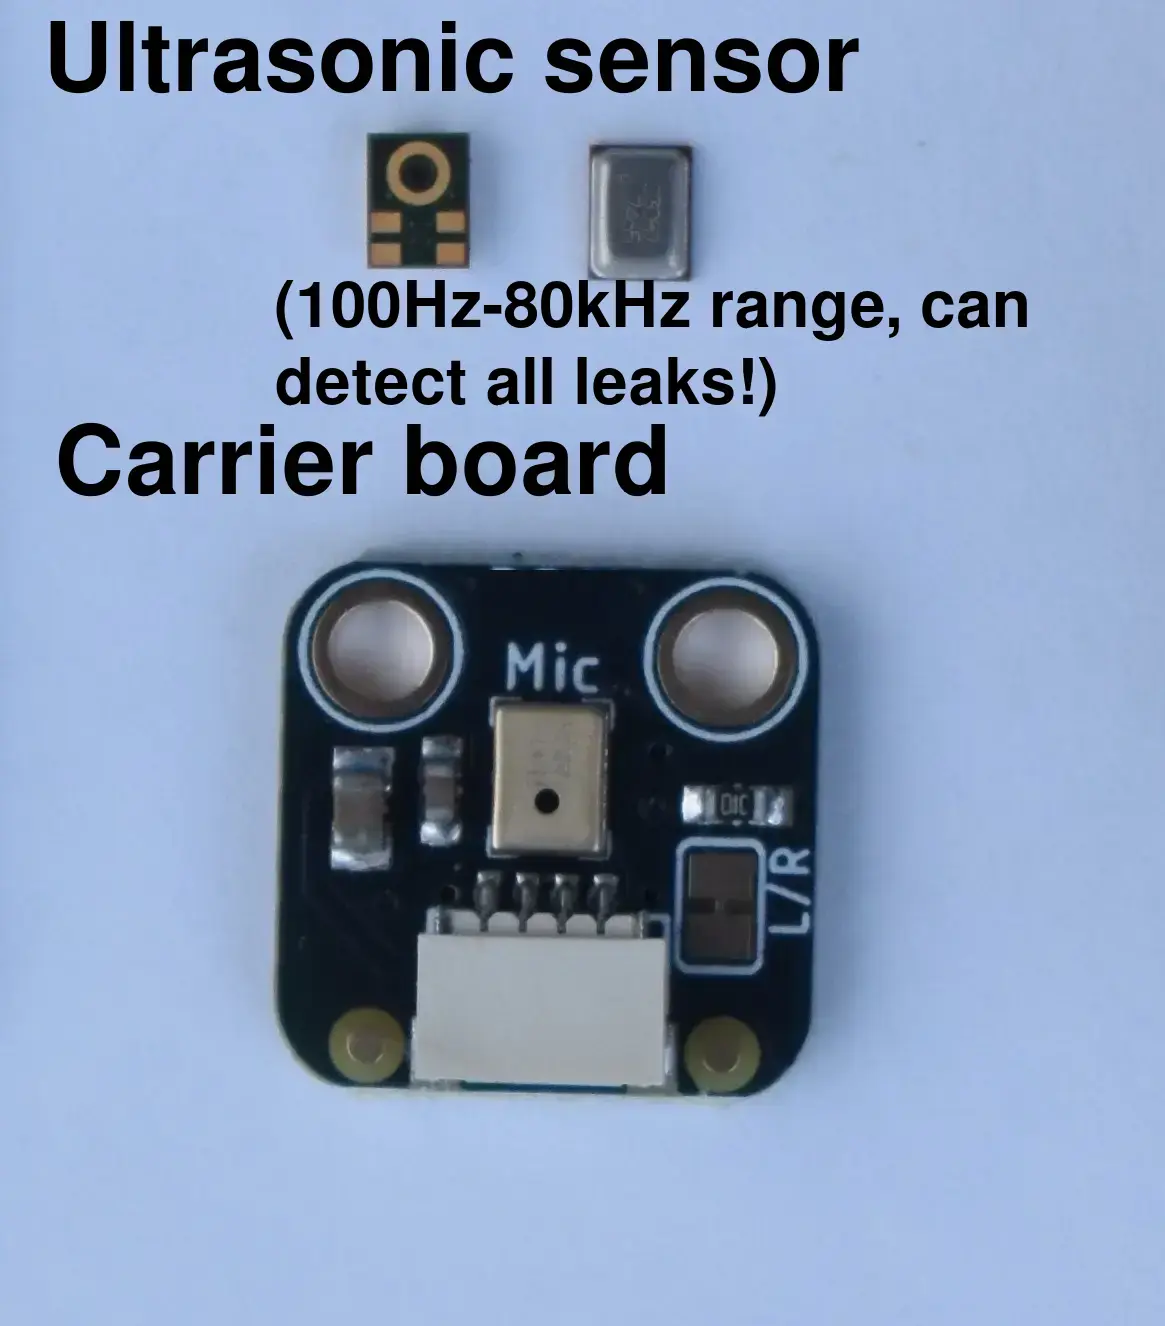 Ultrasonic sensor
(100Hz-80kHz range, can
detect all leaks!)
Carrier board
Mic
L/R